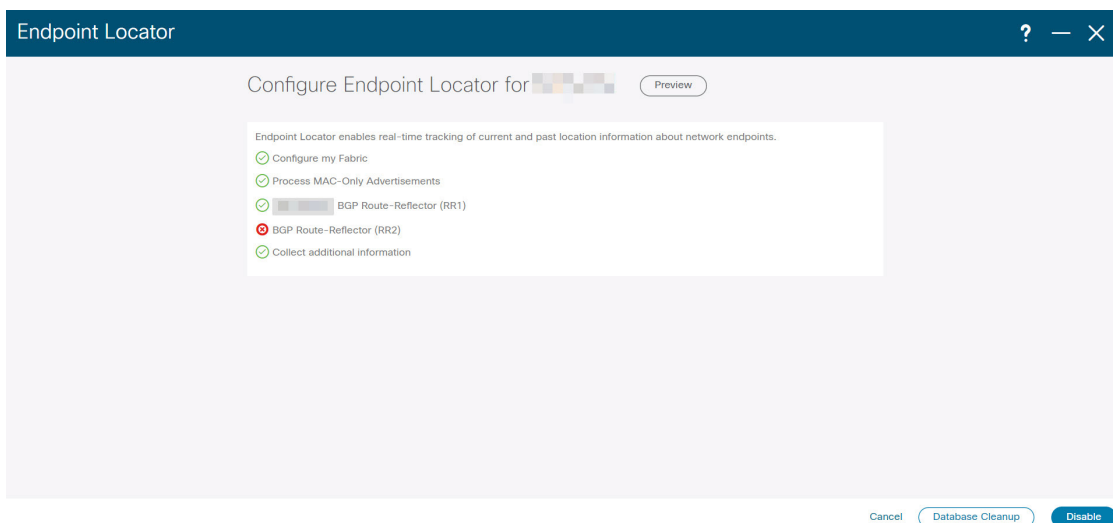 Endpoint Locator
?
Configure Endpoint Locator for
Preview
Endpoint Locator enables real-time tracking of current and past location information about network endpoints.
Configure my Fabric
Process MAC-Only Advertisements
BGP Route-Reflector (RR1)
BGP Route-Reflector (RR2)
Collect additional information
Cancel Database Cleanup Disable